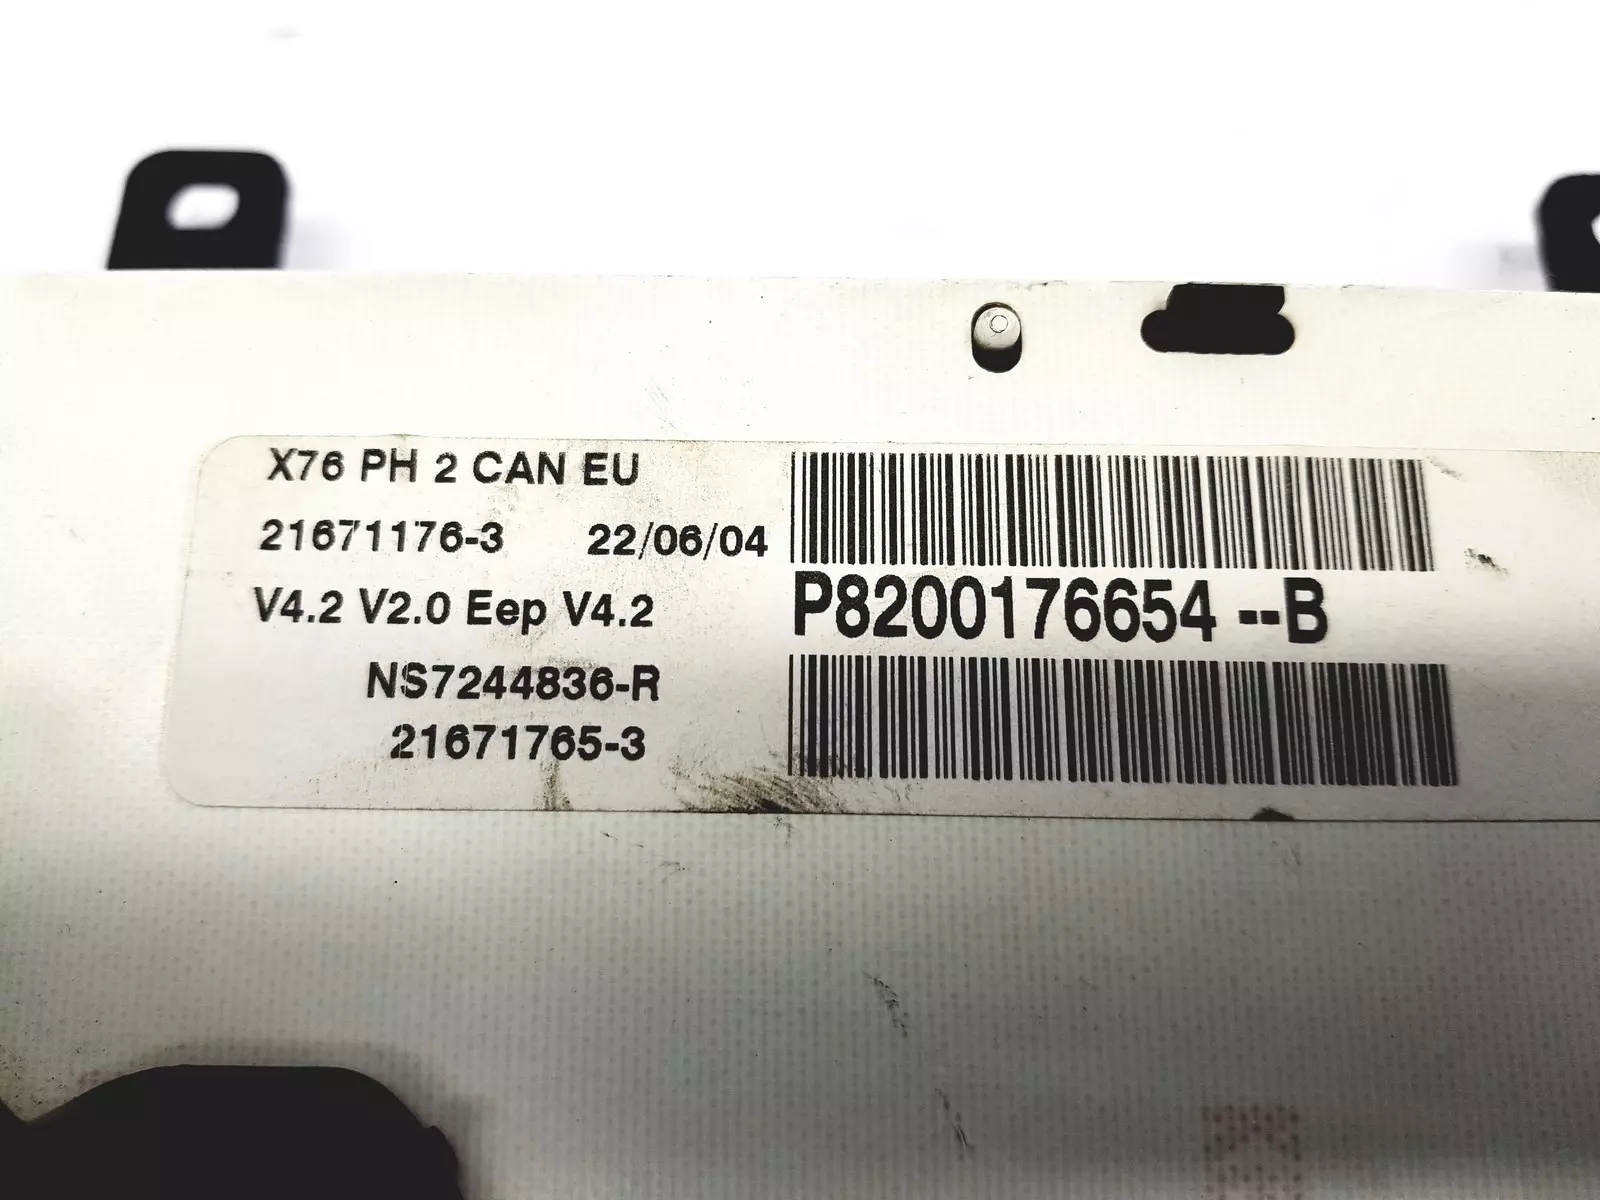 X76 PH 2 CAN EU
21671176-3 22/06/04
V4.2 V2.0 Eep V4.2
NS7244836-R
21671765-3
P8200176654 --B